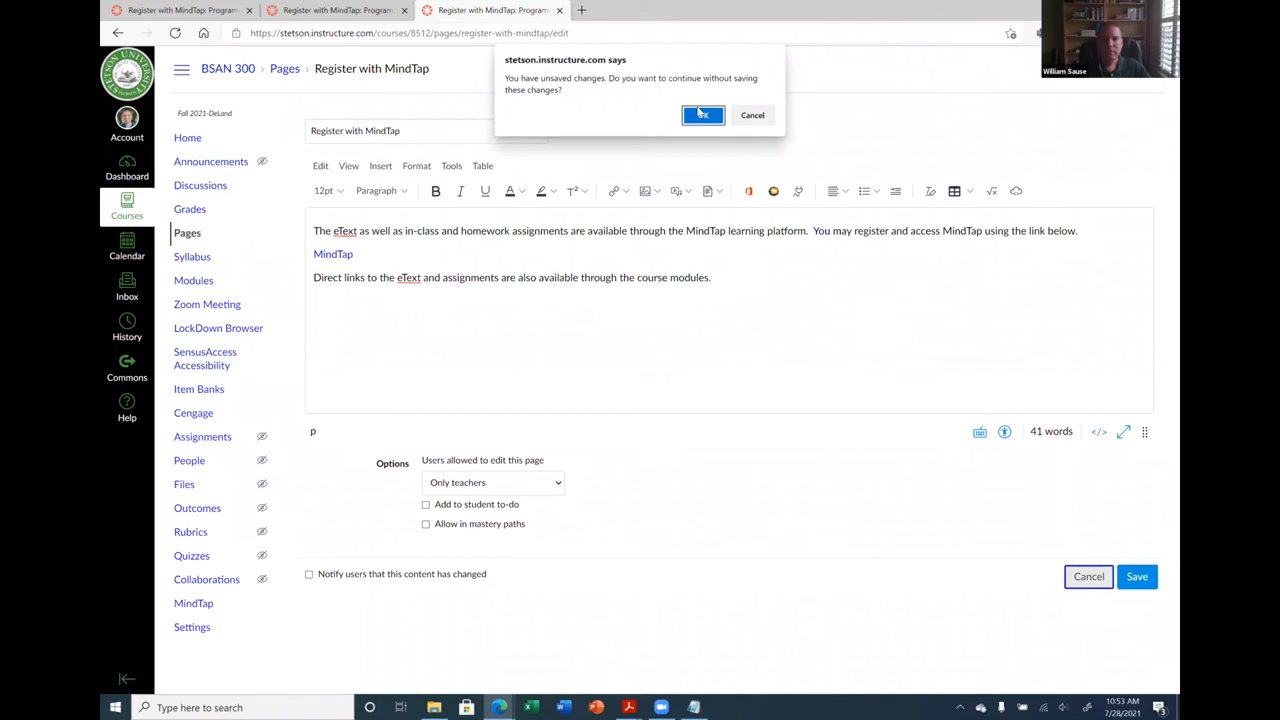 Register with MindTap: Program
Register with MindTap: Program
Register with MindTap: Program
https://stetson.instructure.com/courses/8512/pages/register-with-mindtap/edit
William Sause
stetson.instructure.com says
You have unsaved changes. Do you want to continue without saving
these changes?
Cancel
BSAN 300
Pages
Register with MindTap
Account
Dashboard
Courses
Calendar
Inbox
History
Commons
Help
Fall 2021-DeLand
Home
Announcements
Discussions
Grades
Pages
Syllabus
Modules
Zoom Meeting
LockDown Browser
SensusAccess
Accessibility
Item Banks
Cengage
Assignments
People
Files
Outcomes
Rubrics
Quizzes
Collaborations
MindTap
Settings
Register with MindTap
Edit View Insert Format Tools Table
12pt Paragraph B I U A T²
The eText as well as in-class and homework assignments are available through the MindTap learning platform. You may register and access MindTap using the link below.
MindTap
Direct links to the eText and assignments are also available through the course modules.
p
41 words </>
Options
Users allowed to edit this page
Only teachers
Add to student to-do
Allow in mastery paths
Notify users that this content has changed
Cancel Save
Type here to search
10:53 AM
7/28/2021